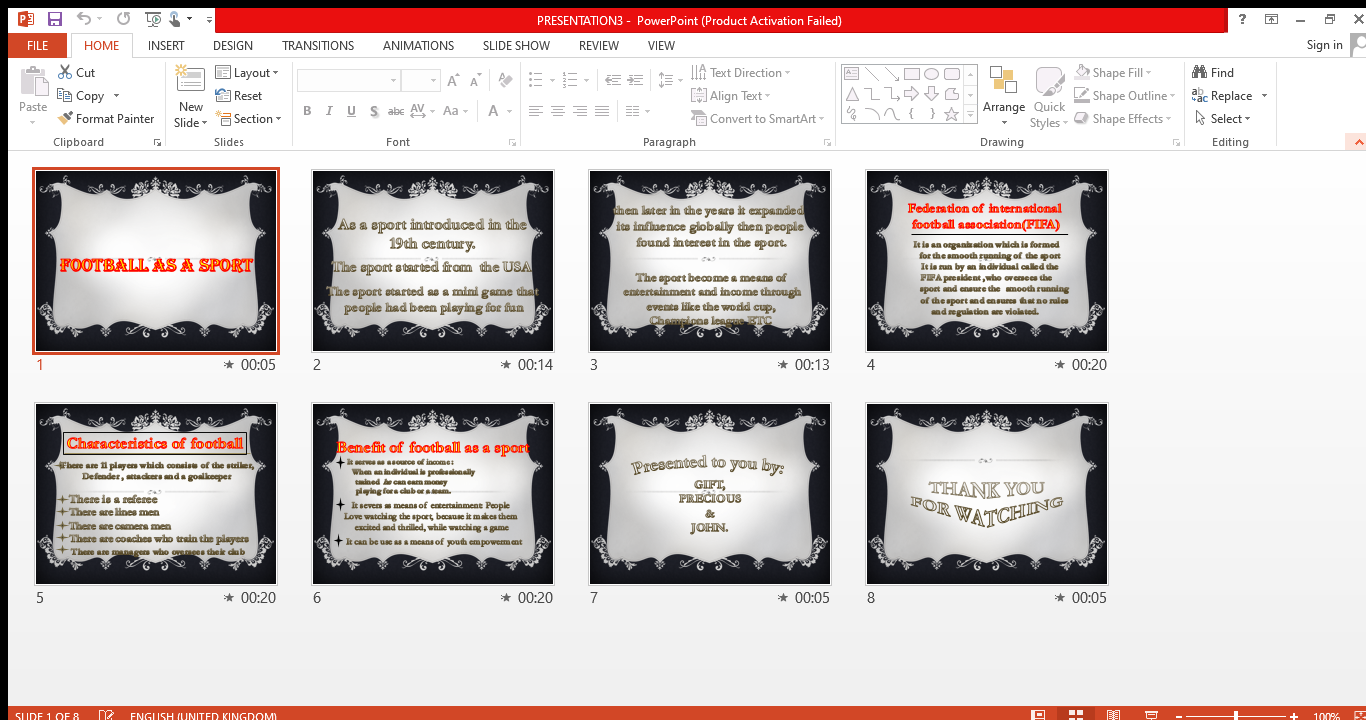 PRESENTATION3 - PowerPoint (Product Activation Failed)
?
FILE HOME INSERT DESIGN TRANSITIONS ANIMATIONS SLIDE SHOW REVIEW VIEW Sign in
Paste
Cut
Copy
Format Painter
Clipboard
New
Slide
Layout
Reset
Section
Slides
B I U S abc AV Aa A
Font
Text Direction
Align Text
Convert to SmartArt
Paragraph
Arrange
Quick
Styles
Shape Fill
Shape Outline
Shape Effects
Drawing
Find
Replace
Select
Editing
FOOTBALL AS A SPORT
1 00:05
As a sport introduced in the
19th century.
The sport started from the USA
The sport started as a mini game that
people had been playing for fun
2 00:14
then later in the years it expanded
its influence globally then people
found interest in the sport.
The sport become a means of
entertainment and income through
events like the world cup,
Champions league ETC
3 00:13
Federation of international
football association(FIFA)
It is an organisation which is formed
for the smooth running of the sport
It is run by an individual called the
FIFA president ,who oversees the
sport and ensure the smooth running
of the sport and ensures that no rules
and regulation are violated.
4 00:20
Characteristics of football
There are 11 players which consists of the striker,
Defender , attackers and a goalkeeper
There is a referee
There are lines men
There are camera men
There are coaches who train the players
There are managers who oversees their club
5 00:20
Benefit of football as a sport
It serves as a source of income :
When an individual is professionally
trained he can earn money
playing for a club or a team.
It severs as means of entertainment: People
Love watching the sport, because it makes them
excited and thrilled, while watching a game
It can be use as a means of youth empowerment
6 00:20
Presented to you by:
GIFT,
PRECIOUS
&
JOHN.
7 00:05
THANK YOU
FOR WATCHING
8 00:05
SLIDE 1 OF 8 ENGLISH (UNITED KINGDOM) 100%